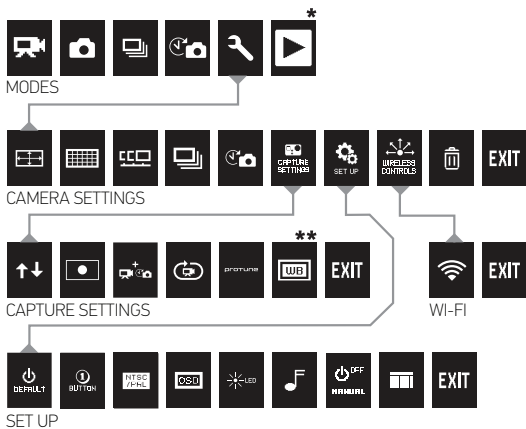 *
MODES
CAPTURE
SETTINGS
SET UP
WIRELESS
CONTROLS
EXIT
CAMERA SETTINGS
**
protune
WB
EXIT
EXIT
CAPTURE SETTINGS
WI-FI
DEFAULT
1
BUTTON
NTSC
/PAL
OSD
LED
OFF
MANUAL
EXIT
SET UP